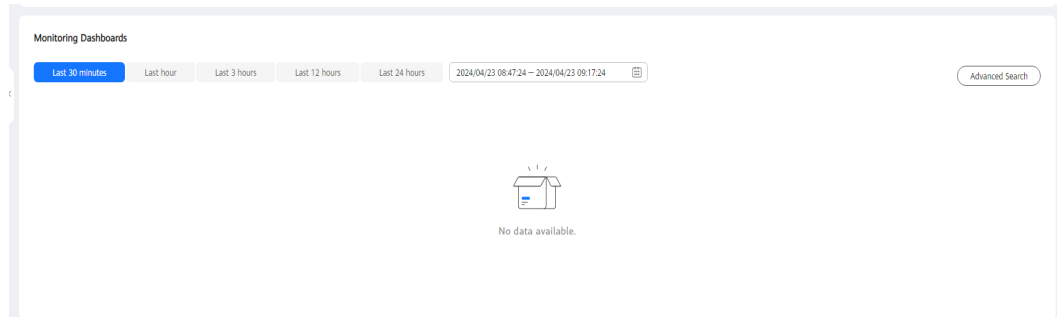 Monitoring Dashboards
Last 30 minutes Last hour Last 3 hours Last 12 hours Last 24 hours 2024/04/23 08:47:24 — 2024/04/23 09:17:24 Advanced Search
No data available.